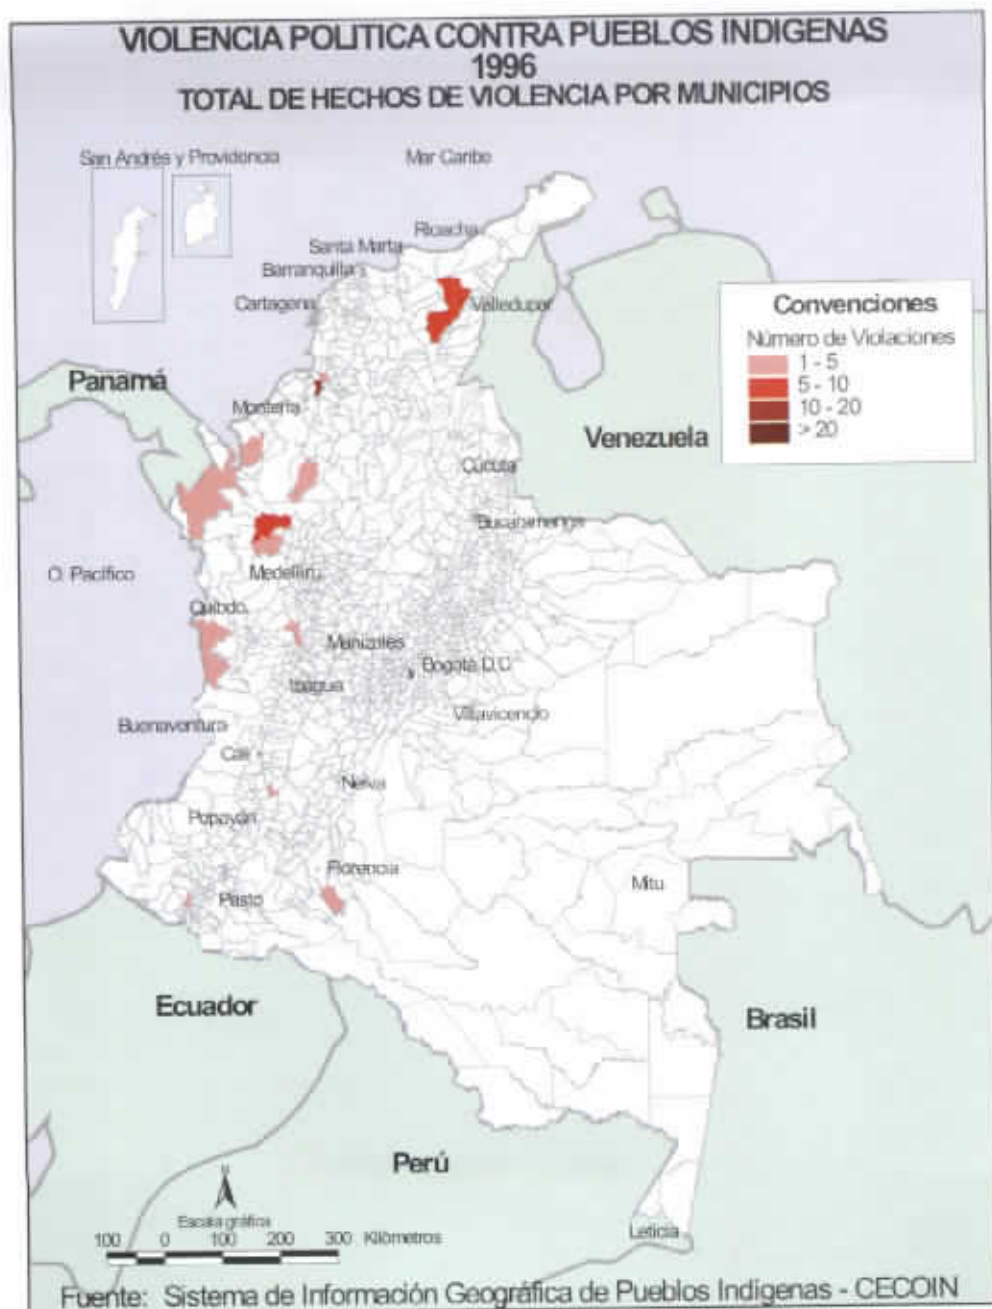 VIOLENCIA POLITICA CONTRA PUEBLOS INDIGENAS
1996
TOTAL DE HECHOS DE VIOLENCIA POR MUNICIPIOS
San Andrés y Providencia
Mar Caribe
Rioacha
Santa Marta
Barranquilla
Cartagena
Valledupar
Convenciones
Número de Violaciones
1 - 5
5 - 10
10 - 20
> 20
Panamá
Montería
Venezuela
Cúcuta
Bucaramanga
O. Pacífico
Medellín
Quibdo
Manizales
Bogotá D.C
Ibagua
Villavicencio
Buenaventura
Cali
Neiva
Popayán
Florencia
Mitu
Pasto
Ecuador
Brasil
Perú
N
Escala gráfica
100 0 100 200 300 Kilómetros
Leticia
Fuente: Sistema de Información Geográfica de Pueblos Indígenas - CECOIN